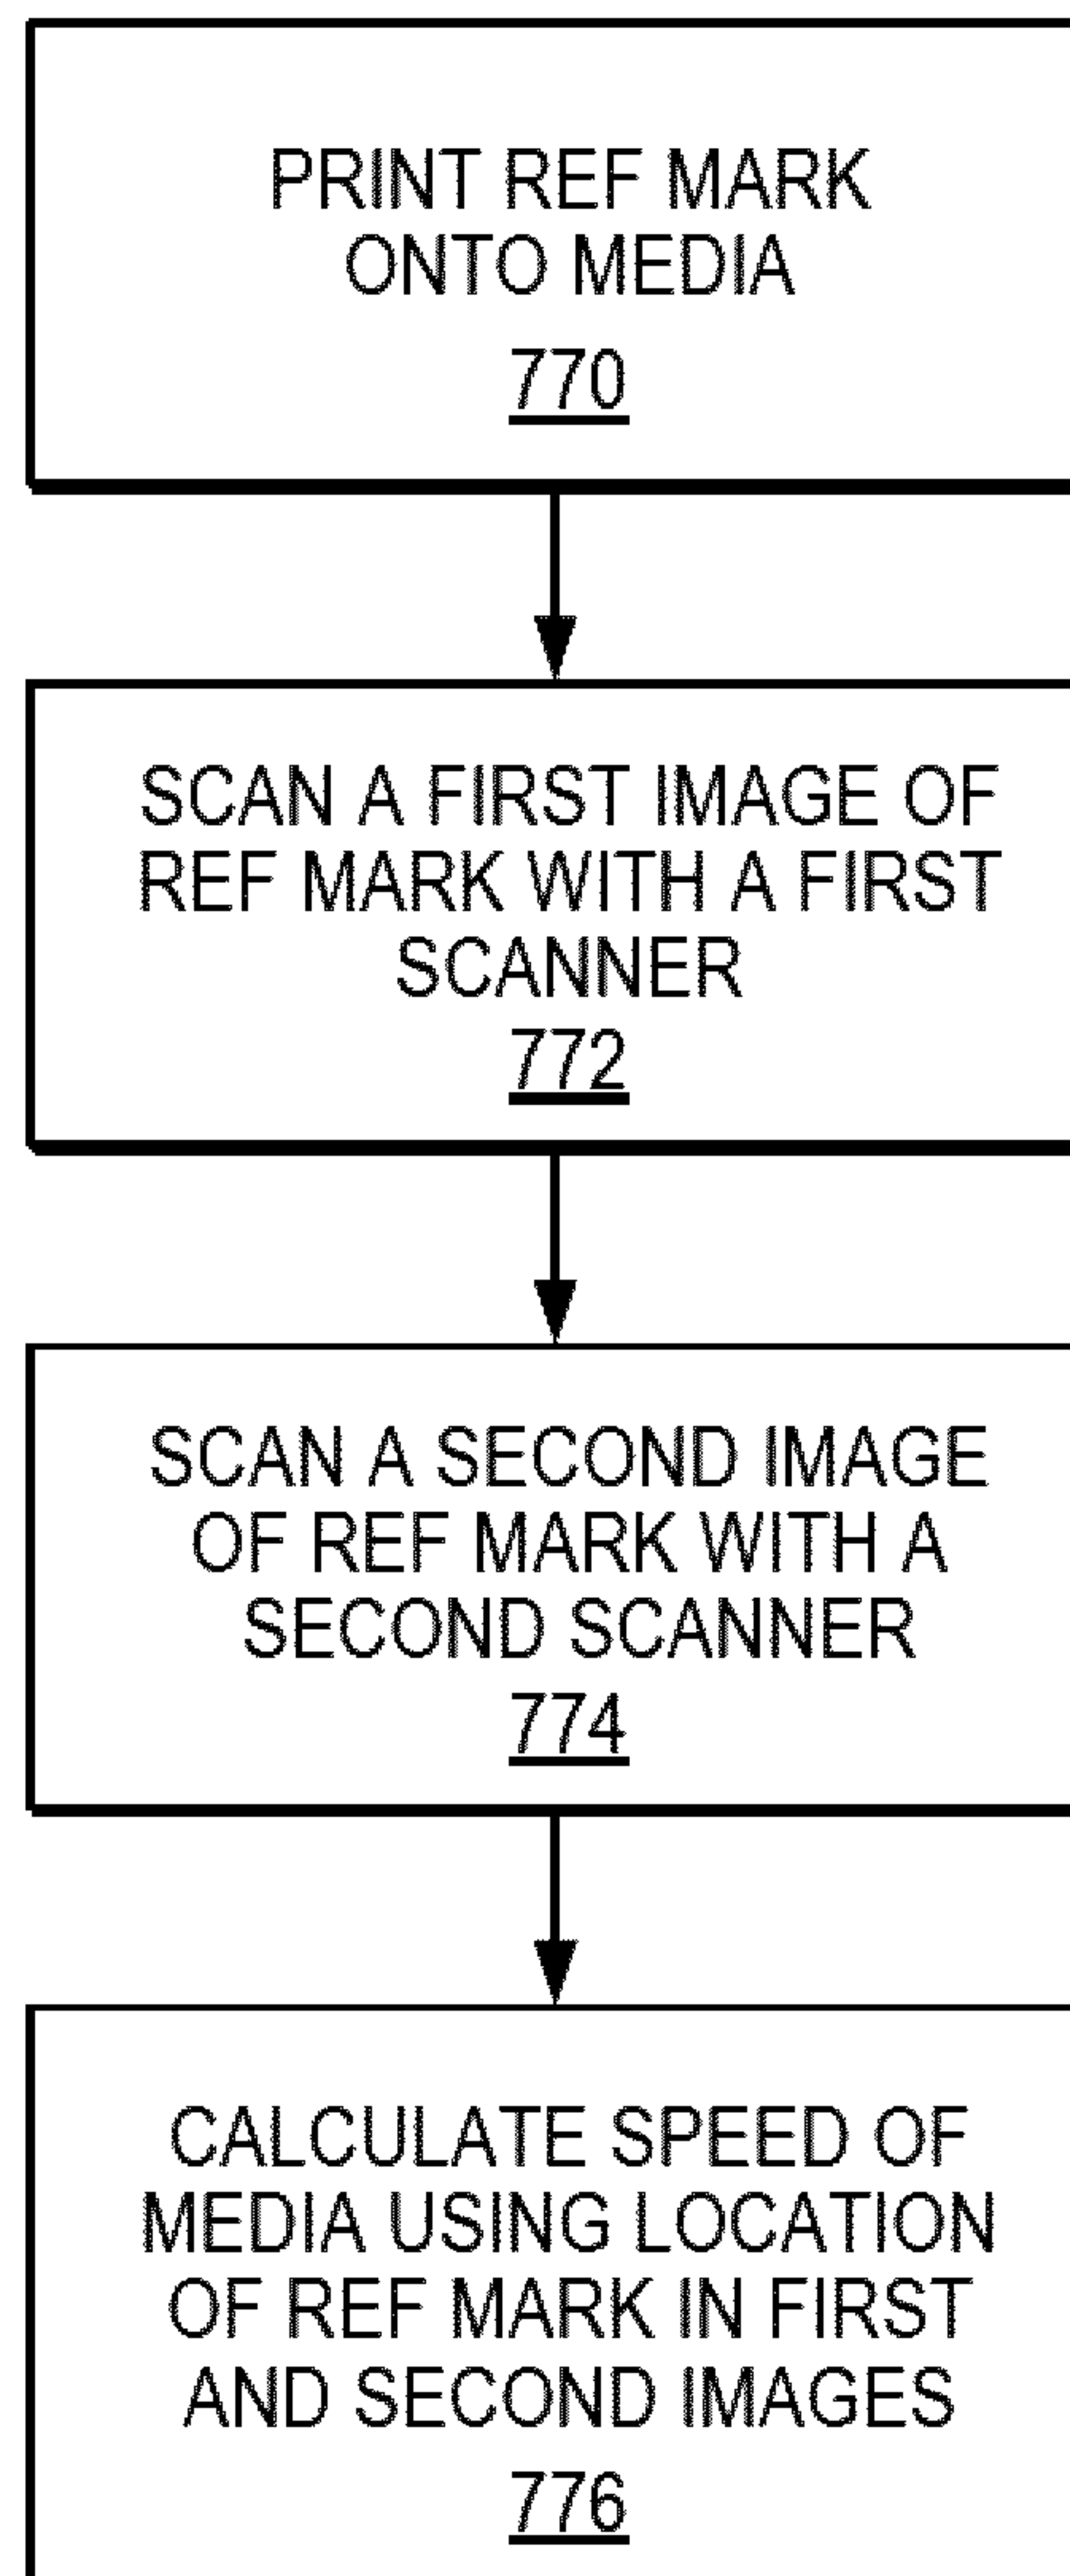 PRINT REF MARK
ONTO MEDIA
770
SCAN A FIRST IMAGE OF
REF MARK WITH A FIRST
SCANNER
772
SCAN A SECOND IMAGE
OF REF MARK WITH A
SECOND SCANNER
774
CALCULATE SPEED OF
MEDIA USING LOCATION
OF REF MARK IN FIRST
AND SECOND IMAGES
776